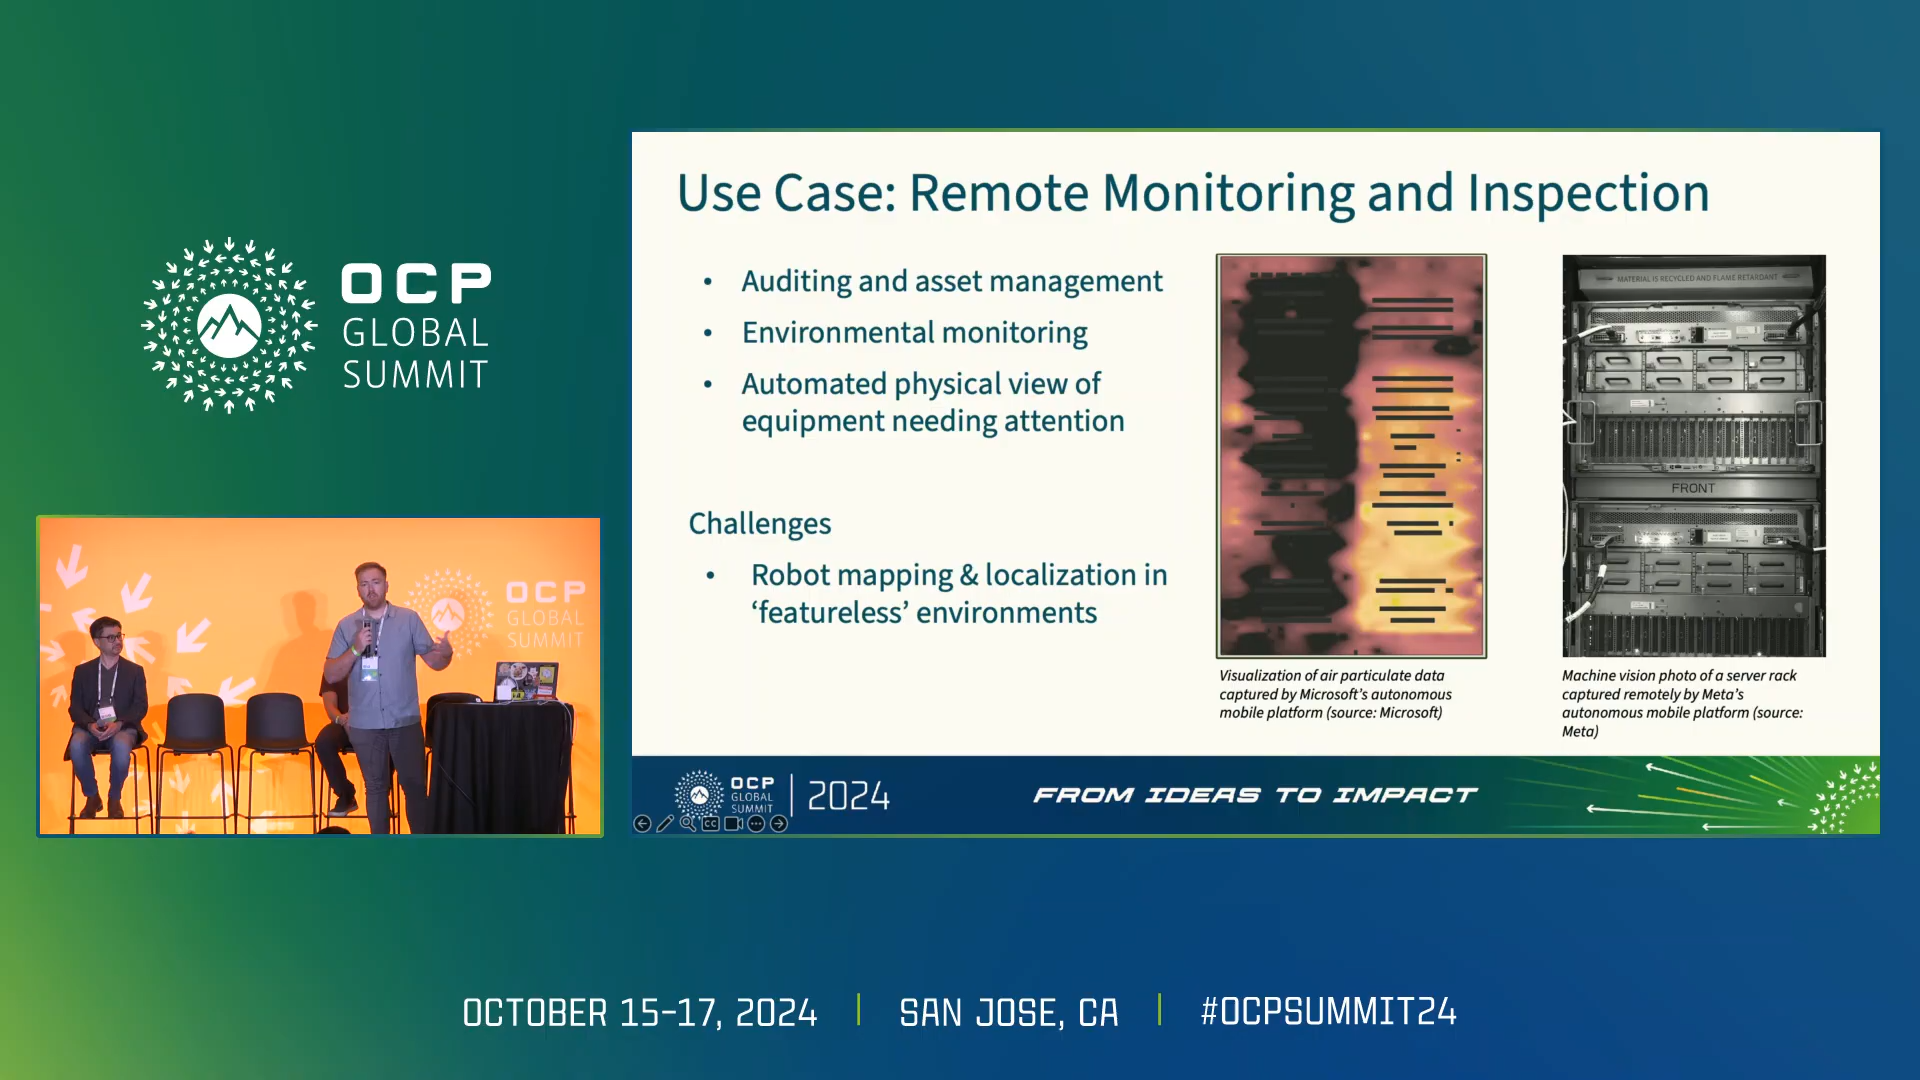 OCP
GLOBAL
SUMMIT
OCP
GLOBAL
SUMMIT
Use Case: Remote Monitoring and Inspection
• Auditing and asset management
• Environmental monitoring
• Automated physical view of
equipment needing attention
Challenges
• Robot mapping & localization in
‘featureless’ environments
MATERIAL IS RECYCLED AND FLAME RETARDANT
FRONT
Visualization of air particulate data
captured by Microsoft’s autonomous
mobile platform (source: Microsoft)
Machine vision photo of a server rack
captured remotely by Meta’s
autonomous mobile platform (source:
Meta)
OCP
GLOBAL
SUMMIT
2024
FROM IDEAS TO IMPACT
CC
OCTOBER 15–17, 2024 | SAN JOSE, CA | #OCPSUMMIT24